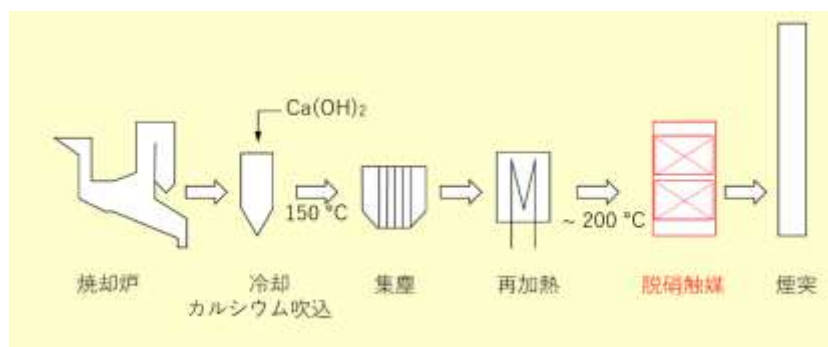 Ca(OH)₂
150 °C
~ 200 °C
焼却炉
冷却
カルシウム吹込
集塵
再加熱
脱硝触媒
煙突